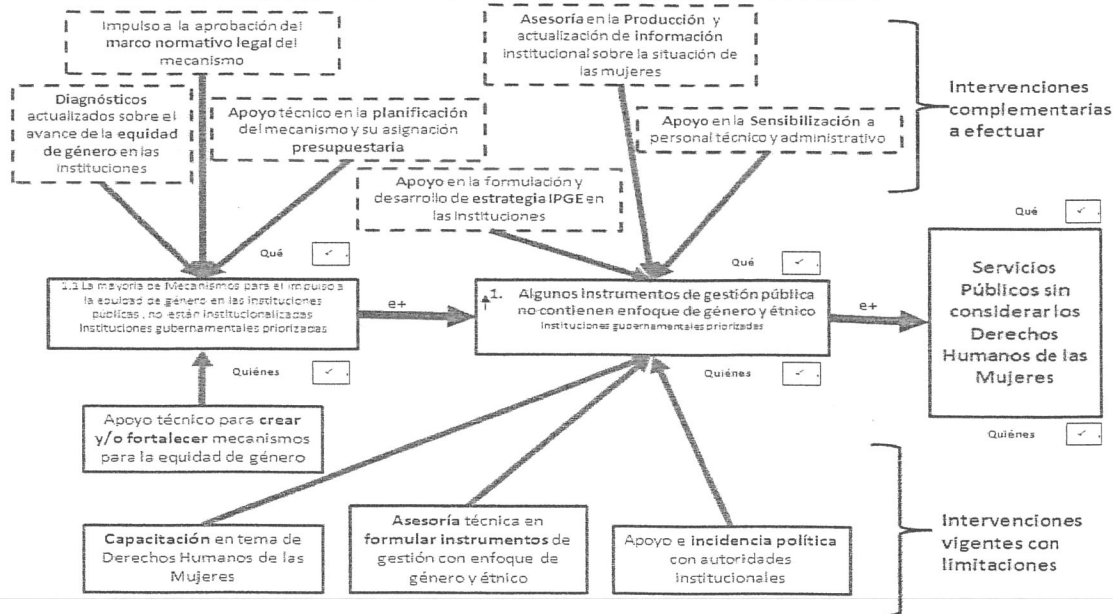 Impulso a la aprobación del
marco normativo legal del
mecanismo
Asesoría en la Producción y
actualización de información
institucional sobre la situación de
las mujeres
Intervenciones
complementarias
a efectuar
Diagnósticos
actualizados sobre el
avance de la equidad
de género en las
instituciones
Apoyo técnico en la planificación
del mecanismo y su asignación
presupuestaria
Apoyo en la Sensibilización a
personal técnico y administrativo
Apoyo en la formulación y
desarrollo de estrategia IPGE en
las instituciones
Qué ✓
Qué ✓
Qué ✓
1.1 La mayoría de Mecanismos para el impulso a
la equidad de género en las instituciones
públicas, no están institucionalizadas
Instituciones gubernamentales priorizadas
e+
1. Algunos instrumentos de gestión pública
no contienen enfoque de género y étnico
Instituciones gubernamentales priorizadas
e+
Servicios
Públicos sin
considerar los
Derechos
Humanos de las
Mujeres
Quiénes ✓
Quiénes ✓
Quiénes ✓
Apoyo técnico para crear
y/o fortalecer mecanismos
para la equidad de género
Capacitación en tema de
Derechos Humanos de las
Mujeres
Asesoría técnica en
formular instrumentos de
gestión con enfoque de
género y étnico
Apoyo e incidencia política
con autoridades
institucionales
Intervenciones
vigentes con
limitaciones